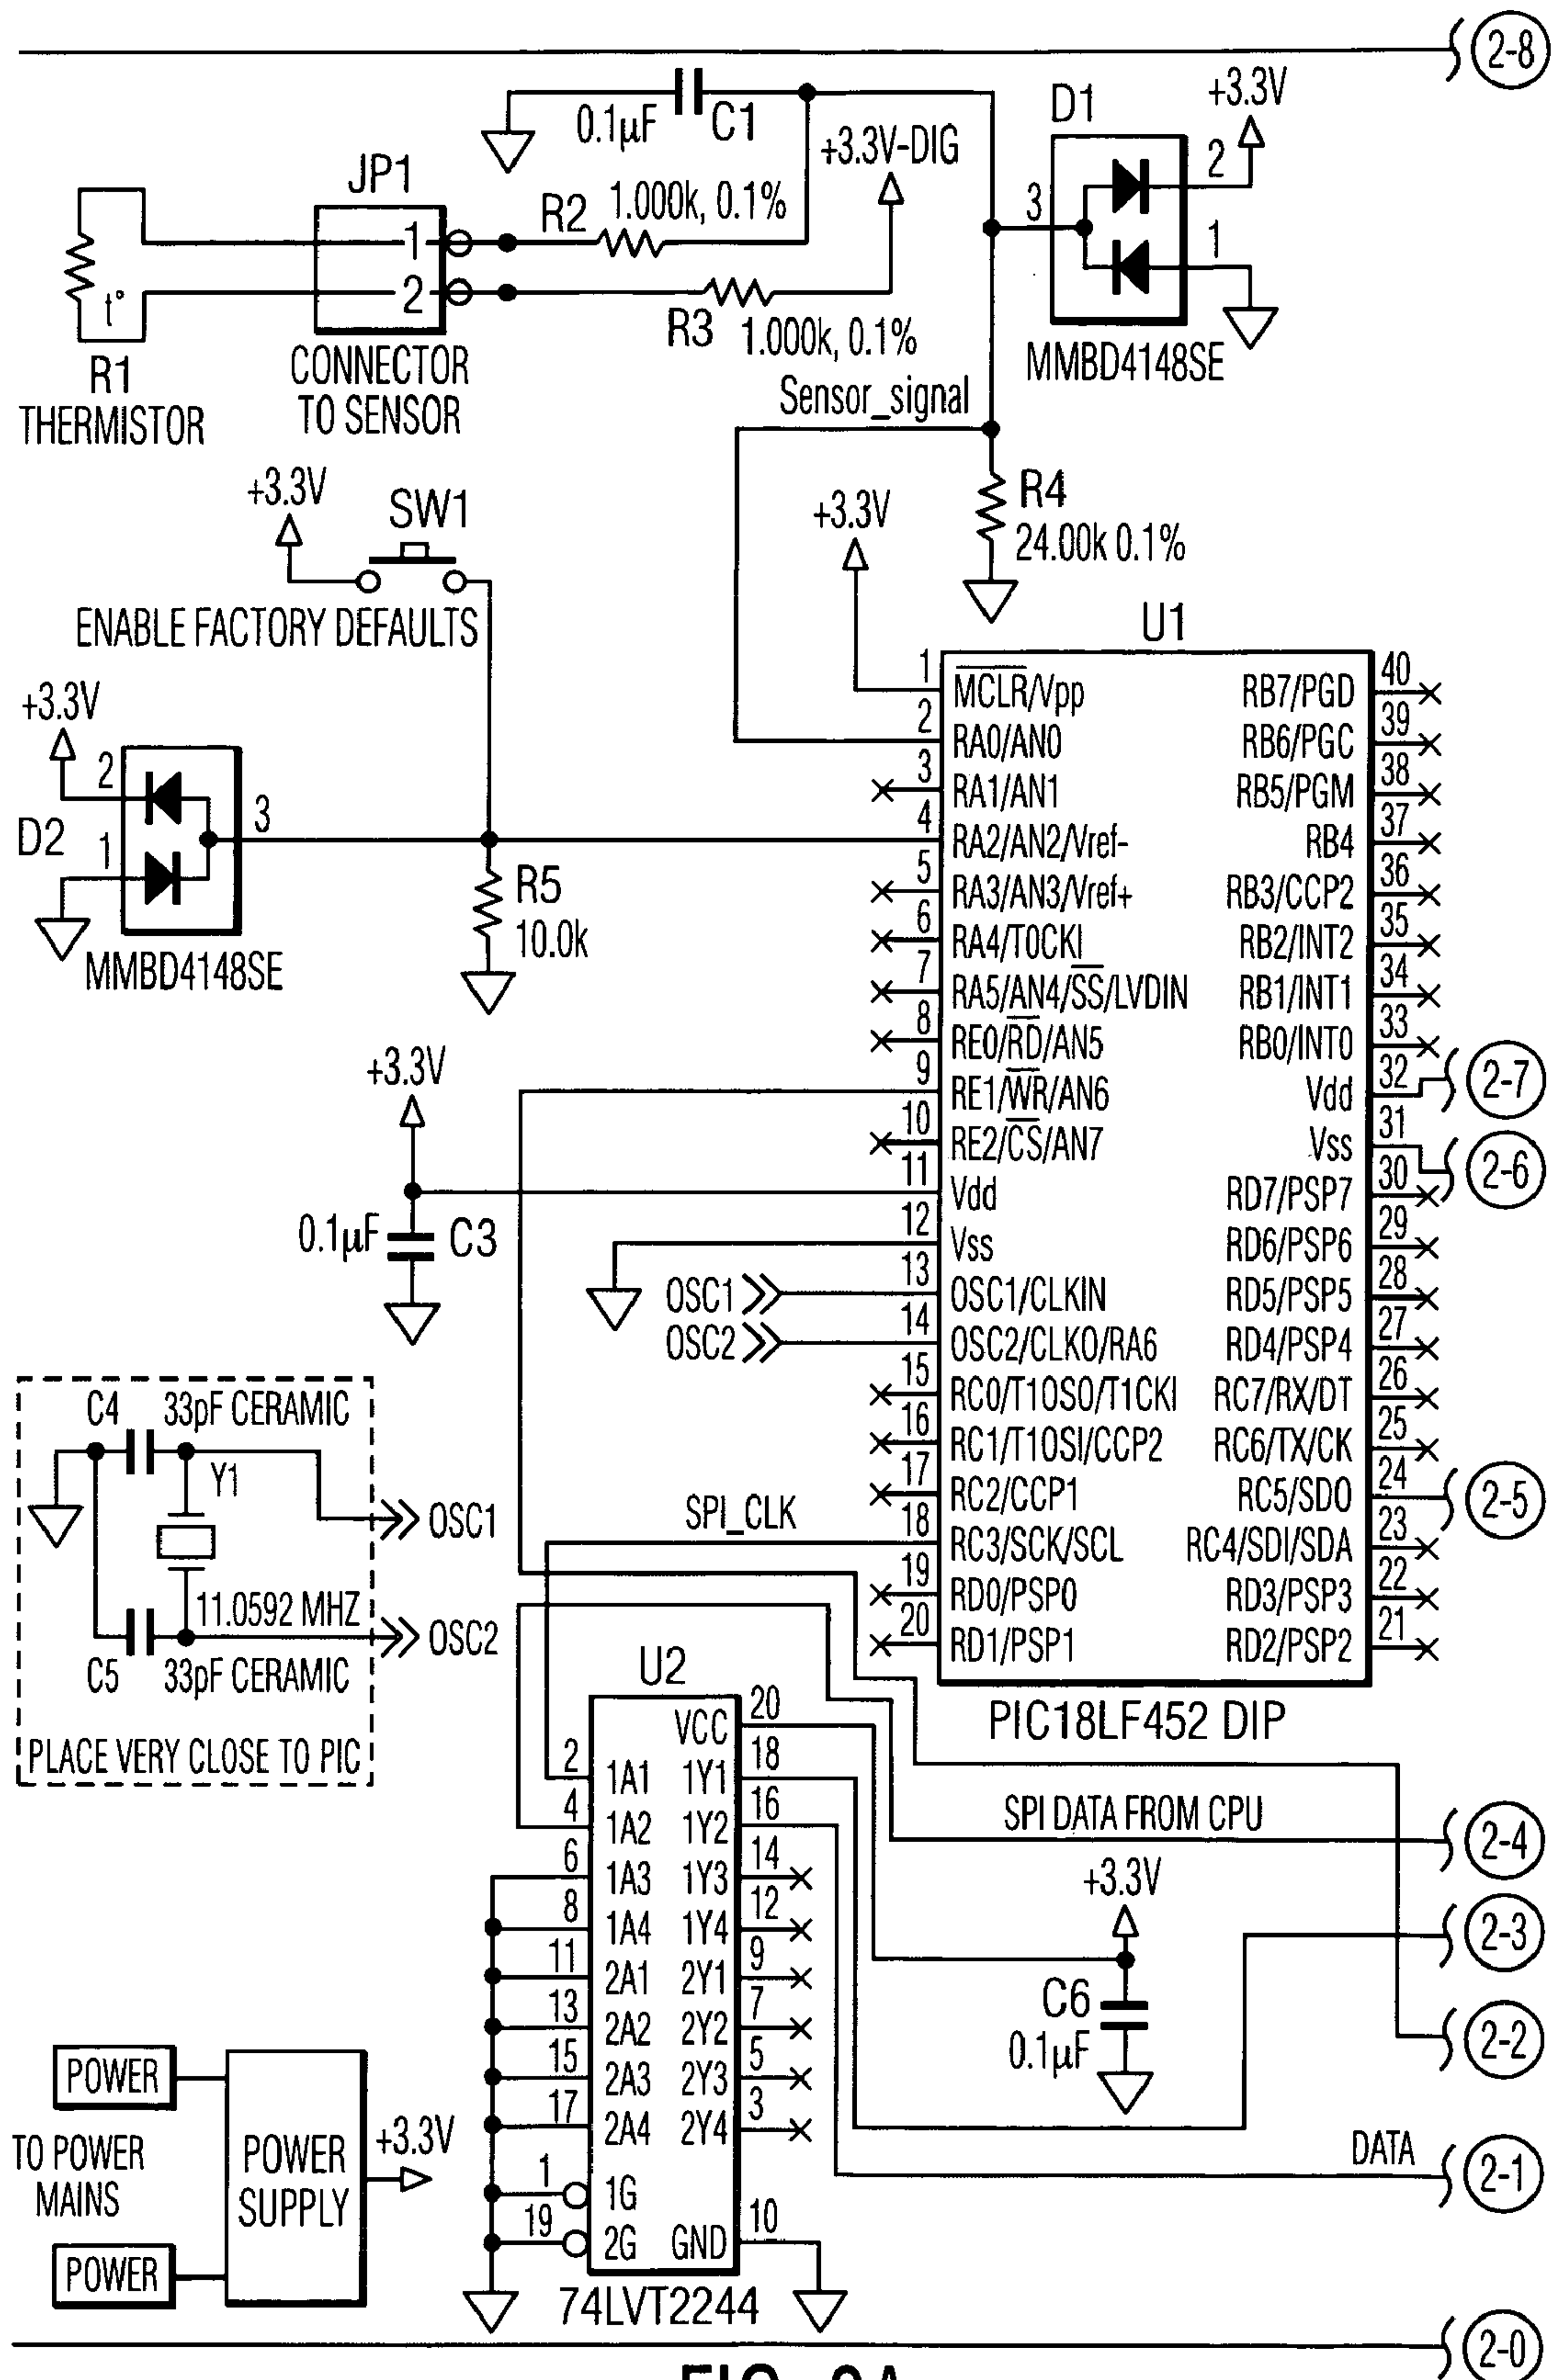 2-8
+3.3V
D1
0.1µF
C1
+3.3V-DIG
2
JP1
1.000k, 0.1%
R2
3
1
1
2
t°
R3
1.000k, 0.1%
MMBD4148SE
R1
THERMISTOR
CONNECTOR
TO SENSOR
Sensor_signal
+3.3V
SW1
+3.3V
R4
24.00k 0.1%
ENABLE FACTORY DEFAULTS
U1
+3.3V
2
D2
1
3
MMBD4148SE
R5
10.0k
1 MCLR/Vpp
2 RA0/AN0
3 RA1/AN1
4 RA2/AN2/Vref-
5 RA3/AN3/Vref+
6 RA4/T0CKI
7 RA5/AN4/SS/LVDIN
8 RE0/RD/AN5
9 RE1/WR/AN6
10 RE2/CS/AN7
11 Vdd
12 Vss
13 OSC1/CLKIN
14 OSC2/CLKO/RA6
15 RC0/T1OSO/T1CKI
16 RC1/T1OSI/CCP2
17 RC2/CCP1
18 RC3/SCK/SCL
19 RD0/PSP0
20 RD1/PSP1
RB7/PGD 40
RB6/PGC 39
RB5/PGM 38
RB4 37
RB3/CCP2 36
RB2/INT2 35
RB1/INT1 34
RB0/INT0 33
Vdd 32
2-7
Vss 31
2-6
RD7/PSP7 30
RD6/PSP6 29
RD5/PSP5 28
RD4/PSP4 27
RC7/RX/DT 26
RC6/TX/CK 25
RC5/SDO 24
2-5
RC4/SDI/SDA 23
RD3/PSP3 22
RD2/PSP2 21
PIC18LF452 DIP
+3.3V
0.1µF
C3
OSC1
OSC2
C4
33pF CERAMIC
Y1
OSC1
11.0592 MHZ
OSC2
C5
33pF CERAMIC
PLACE VERY CLOSE TO PIC
SPI_CLK
U2
2 1A1
4 1A2
6 1A3
8 1A4
11 2A1
13 2A2
15 2A3
17 2A4
1 1G
19 2G
VCC 20
1Y1 18
1Y2 16
1Y3 14
1Y4 12
2Y1 9
2Y2 7
2Y3 5
2Y4 3
GND 10
74LVT2244
SPI DATA FROM CPU
2-4
+3.3V
2-3
C6
0.1µF
2-2
DATA
2-1
POWER
TO POWER
MAINS
POWER
SUPPLY
+3.3V
POWER
2-0